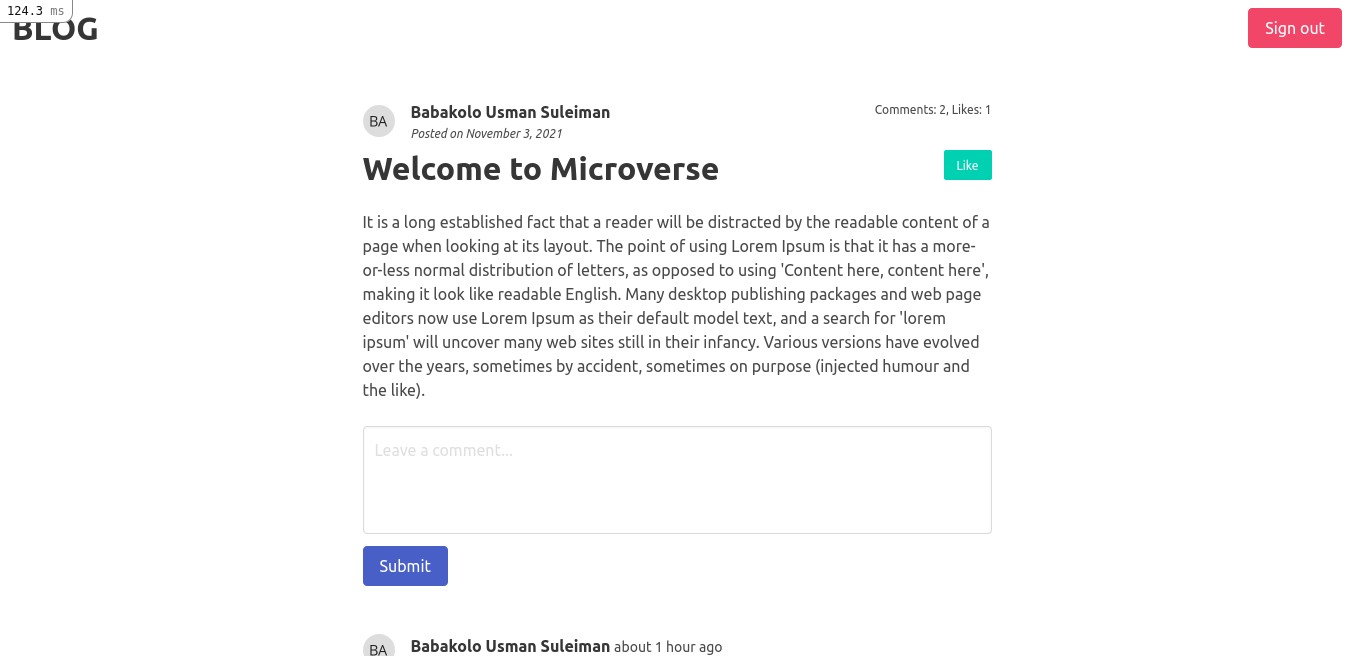 124.3 ms
BLOG
Sign out
BA
Babakolo Usman Suleiman
Comments: 2, Likes: 1
Posted on November 3, 2021
Welcome to Microverse
Like
It is a long established fact that a reader will be distracted by the readable content of a
page when looking at its layout. The point of using Lorem Ipsum is that it has a more-
or-less normal distribution of letters, as opposed to using 'Content here, content here',
making it look like readable English. Many desktop publishing packages and web page
editors now use Lorem Ipsum as their default model text, and a search for 'lorem
ipsum' will uncover many web sites still in their infancy. Various versions have evolved
over the years, sometimes by accident, sometimes on purpose (injected humour and
the like).
Leave a comment...
Submit
BA
Babakolo Usman Suleiman about 1 hour ago